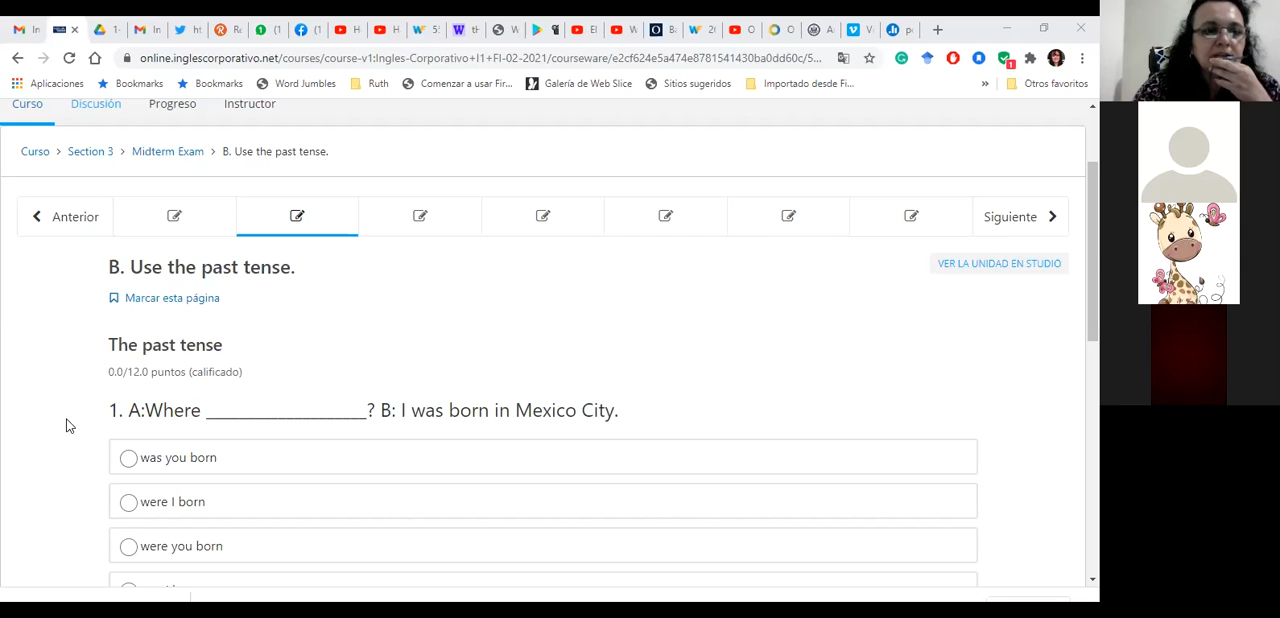 online.inglescorporativo.net/courses/course-v1:Ingles-Corporativo+I1+FI-02-2021/courseware/e2cf624e5a474e8781541430ba0dd60c/5...
Aplicaciones Bookmarks Bookmarks Word Jumbles Ruth Comenzar a usar Fir... Galería de Web Slice Sitios sugeridos Importado desde Fi... » Otros favoritos
Curso Discusión Progreso Instructor
Curso > Section 3 > Midterm Exam > B. Use the past tense.
Anterior Siguiente
B. Use the past tense.
VER LA UNIDAD EN STUDIO
Marcar esta página
The past tense
0.0/12.0 puntos (calificado)
1. A:Where ____________________? B: I was born in Mexico City.
was you born
were I born
were you born